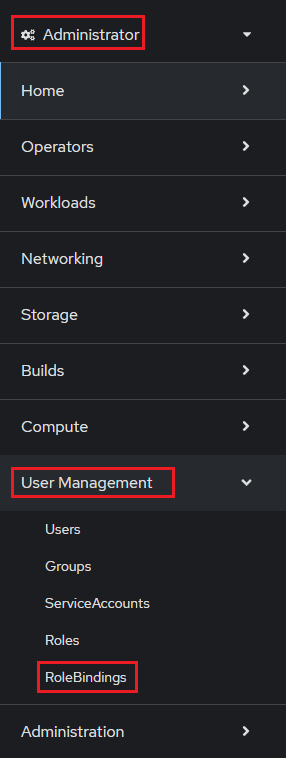 Administrator
Home
Operators
Workloads
Networking
Storage
Builds
Compute
User Management
Users
Groups
ServiceAccounts
Roles
RoleBindings
Administration